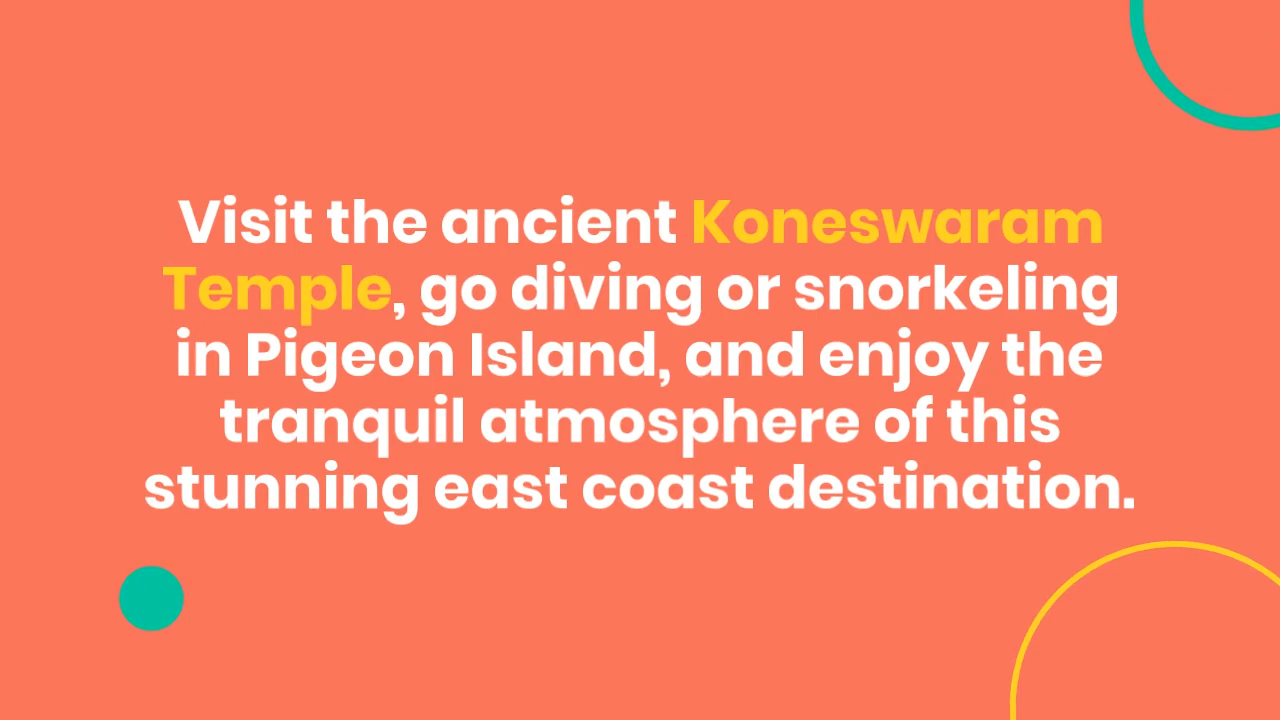 Visit the ancient Koneswaram
Temple, go diving or snorkeling
in Pigeon Island, and enjoy the
tranquil atmosphere of this
stunning east coast destination.